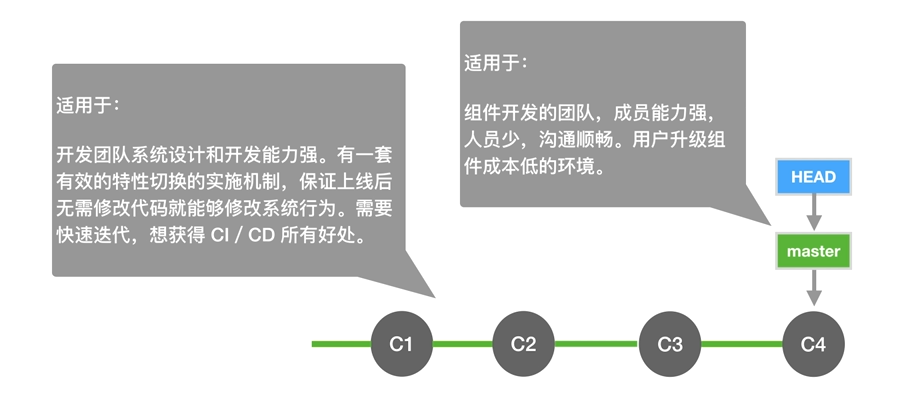 适用于：
开发团队系统设计和开发能力强。有一套
有效的特性切换的实施机制，保证上线后
无需修改代码就能够修改系统行为。需要
快速迭代，想获得 CI / CD 所有好处。
适用于：
组件开发的团队，成员能力强，
人员少，沟通顺畅。用户升级组
件成本低的环境。
HEAD
master
C1
C2
C3
C4